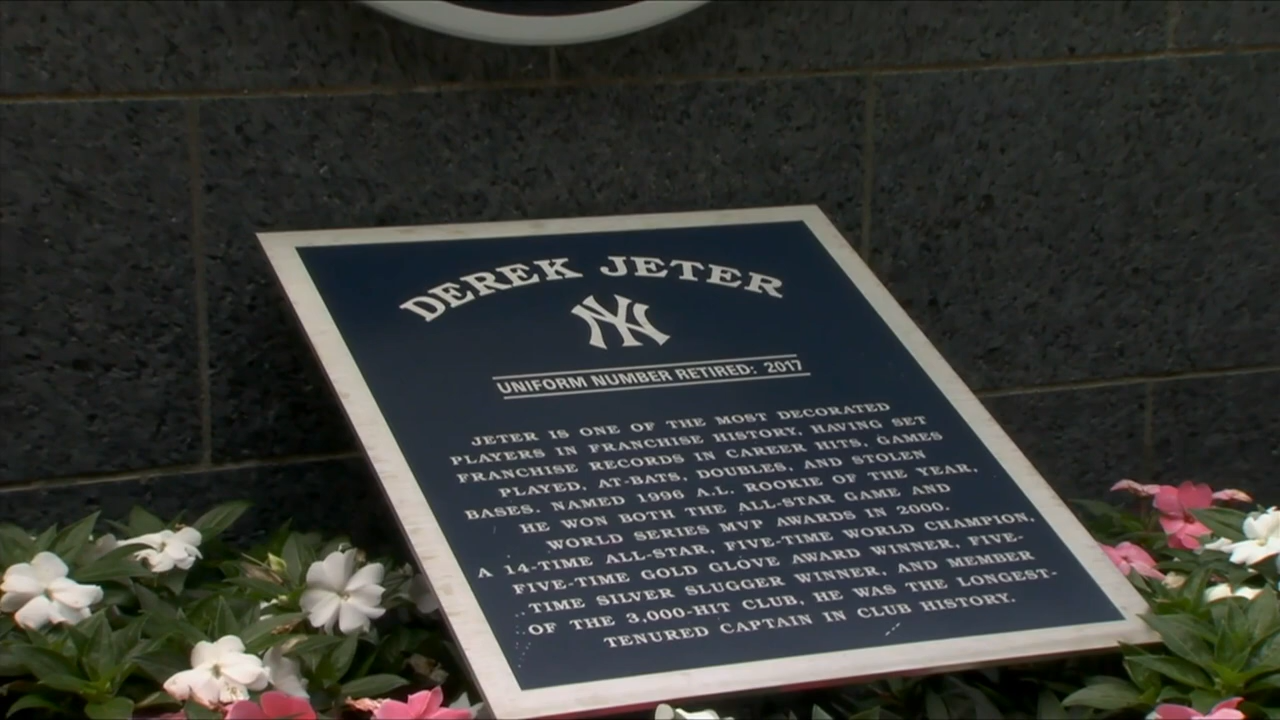 DEREK JETER
NY
UNIFORM NUMBER RETIRED: 2017
JETER IS ONE OF THE MOST DECORATED
PLAYERS IN FRANCHISE HISTORY, HAVING SET
FRANCHISE RECORDS IN CAREER HITS, GAMES
PLAYED, AT-BATS, DOUBLES, AND STOLEN
BASES. NAMED 1996 A.L. ROOKIE OF THE YEAR,
HE WON BOTH THE ALL-STAR GAME AND
WORLD SERIES MVP AWARDS IN 2000.
A 14-TIME ALL-STAR, FIVE-TIME WORLD CHAMPION,
FIVE-TIME GOLD GLOVE AWARD WINNER, FIVE-
TIME SILVER SLUGGER WINNER, AND MEMBER
OF THE 3,000-HIT CLUB, HE WAS THE LONGEST-
TENURED CAPTAIN IN CLUB HISTORY.